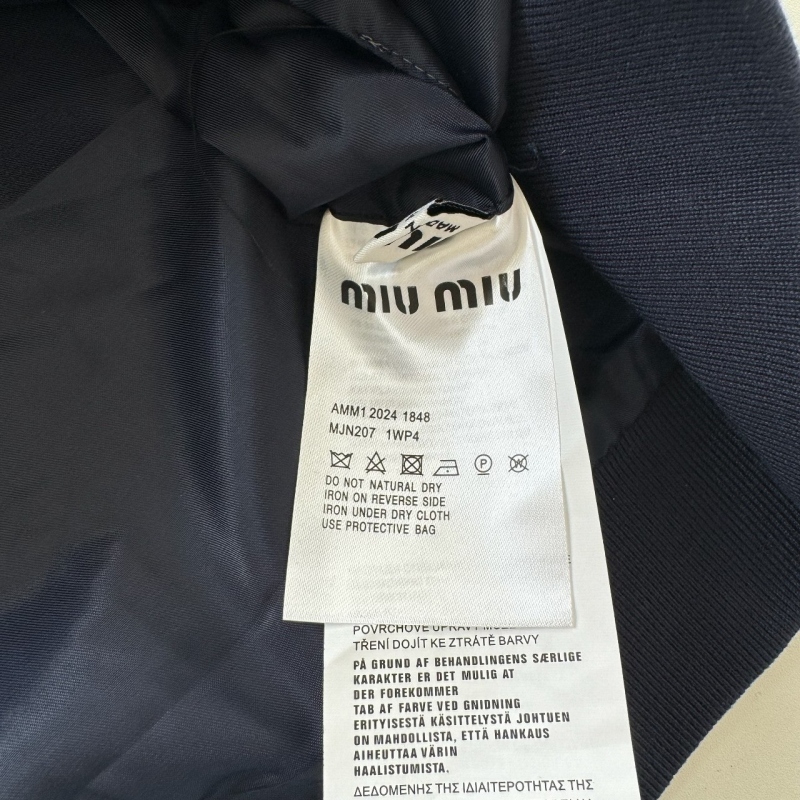 MIU MIU
AMM1 2024 1848
MJN207 1WP4
P W
DO NOT NATURAL DRY
IRON ON REVERSE SIDE
IRON UNDER DRY CLOTH
USE PROTECTIVE BAG
POVRCHOVÉ ÚPRAVY
TŘENÍ DOJÍT KE ZTRÁTĚ BARVY
PÅ GRUND AF BEHANDLINGENS SÆRLIGE
KARAKTER ER DET MULIG AT
DER FOREKOMMER
TAB AF FARVE VED GNIDNING
ERITYISESTÄ KÄSITTELYSTÄ JOHTUEN
ON MAHDOLLISTA, ETTÄ HANKAUS
AIHEUTTAA VÄRIN
HAALISTUMISTA.
ΔΕΔΟΜΕΝΗΣ ΤΗΣ ΙΔΙΑΙΤΕΡΟΤΗΤΑΣ ΤΗΣ